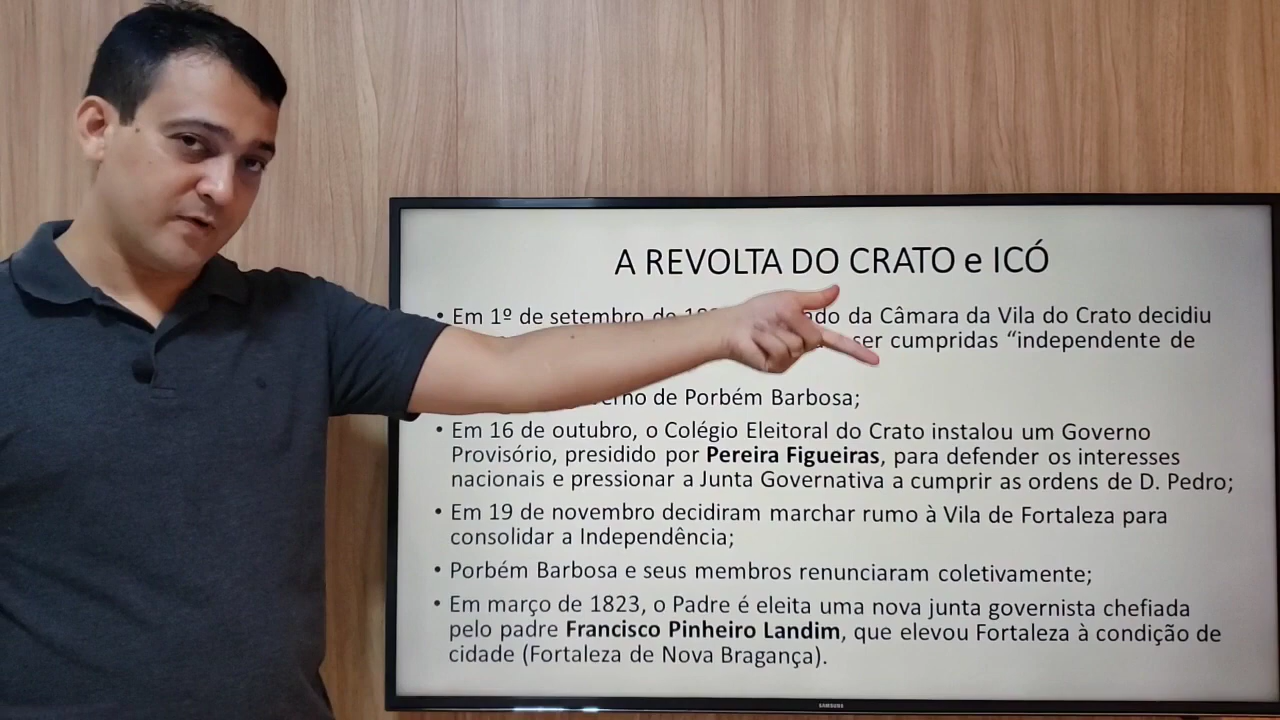 A REVOLTA DO CRATO e ICÓ
• Em 1º de setembro de da Câmara da Vila do Crato decidiu
ser cumpridas “independente de
de Porbém Barbosa;
• Em 16 de outubro, o Colégio Eleitoral do Crato instalou um Governo
Provisório, presidido por Pereira Figueiras, para defender os interesses
nacionais e pressionar a Junta Governativa a cumprir as ordens de D. Pedro;
• Em 19 de novembro decidiram marchar rumo à Vila de Fortaleza para
consolidar a Independência;
• Porbém Barbosa e seus membros renunciaram coletivamente;
• Em março de 1823, o Padre é eleita uma nova junta governista chefiada
pelo padre Francisco Pinheiro Landim, que elevou Fortaleza à condição de
cidade (Fortaleza de Nova Bragança).
SAMSUNG